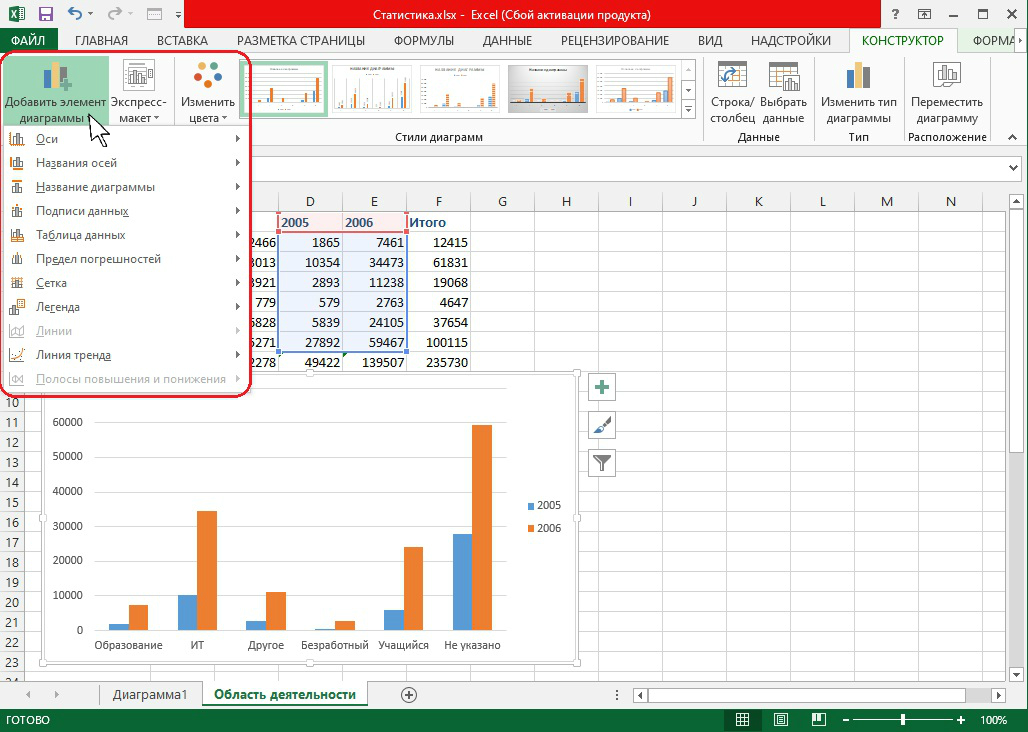 Статистика.xlsx - Excel (Сбой активации продукта)
ФАЙЛ ГЛАВНАЯ ВСТАВКА РАЗМЕТКА СТРАНИЦЫ ФОРМУЛЫ ДАННЫЕ РЕЦЕНЗИРОВАНИЕ ВИД НАДСТРОЙКИ КОНСТРУКТОР ФОРМА
Добавить элемент диаграммы
Экспресс-макет
Изменить цвета
Стили диаграмм
Строка/столбец
Выбрать данные
Данные
Изменить тип диаграммы
Тип
Переместить диаграмму
Расположение
Оси
Названия осей
Название диаграммы
Подписи данных
Таблица данных
Предел погрешностей
Сетка
Легенда
Линии
Линия тренда
Полосы повышения и понижения
D E F G H I J K L M N
2005 2006 Итого
2466 1865 7461 12415
3013 10354 34473 61831
3921 2893 11238 19068
779 579 2763 4647
5828 5839 24105 37654
5271 27892 59467 100115
2278 49422 139507 235730
10
11
12
13
14
15
16
17
18
19
20
21
22
23
60000
50000
40000
30000
20000
10000
0
Образование ИТ Другое Безработный Учащийся Не указано
2005
2006
Диаграмма1 Область деятельности
ГОТОВО 100%